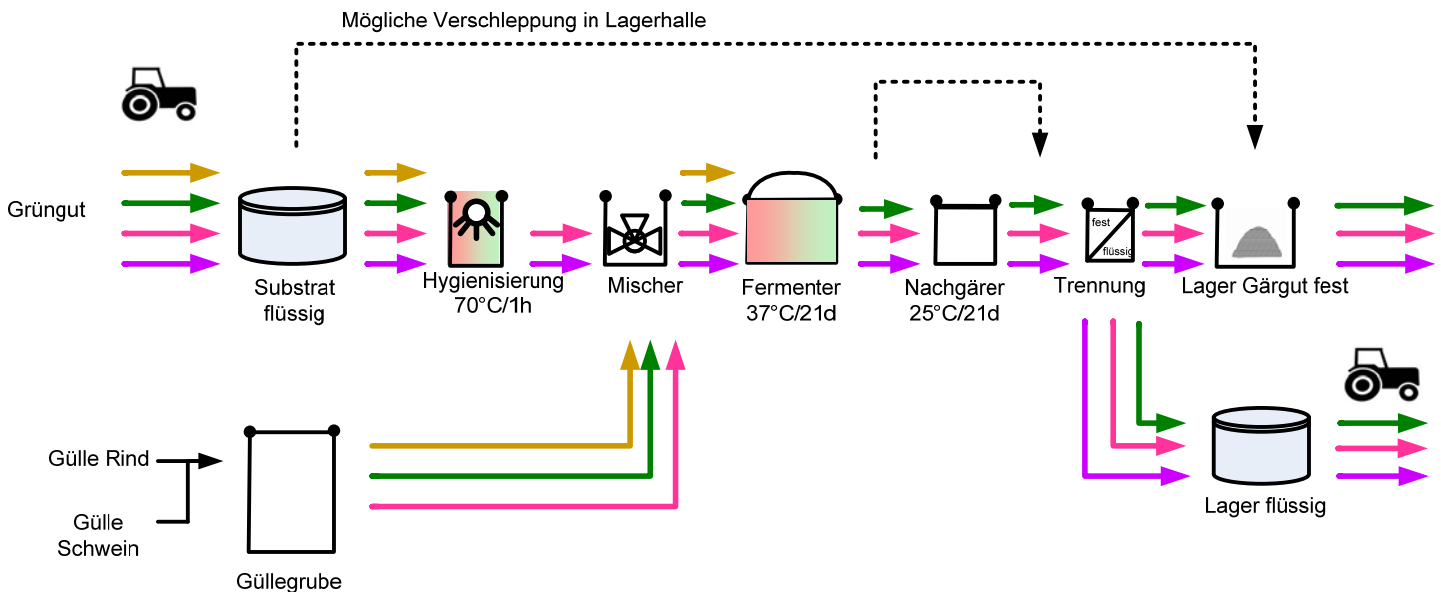 Mögliche Verschleppung in Lagerhalle
Grüngut
Substrat
flüssig
Hygienisierung
70°C/1h
Mischer
Fermenter
37°C/21d
Nachgärer
25°C/21d
fest
flüssig
Trennung
Lager Gärgut fest
Gülle Rind
Gülle
Schwein
Güllegrube
Lager flüssig